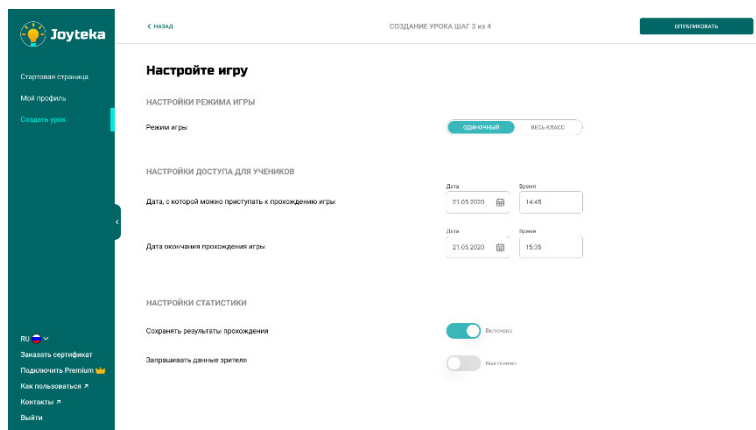 Joyteka
НАЗАД
СОЗДАНИЕ УРОКА ШАГ 3 из 4
ОПУБЛИКОВАТЬ
Стартовая страница
Мой профиль
Создать урок
Настройте игру
НАСТРОЙКИ РЕЖИМА ИГРЫ
Режим игры
ОДИНОЧНЫЙ
ВЕСЬ КЛАСС
НАСТРОЙКИ ДОСТУПА ДЛЯ УЧЕНИКОВ
Дата Время
Дата, с которой можно приступать к прохождению игры
21.05.2020 14:45
Дата Время
Дата окончания прохождения игры
21.05.2020 15:35
НАСТРОЙКИ СТАТИСТИКИ
Сохранять результаты прохождения
Включено
Запрашивать данные зрителя
Выключено
RU
Заказать сертификат
Подключить Premium
Как пользоваться
Контакты
Выйти